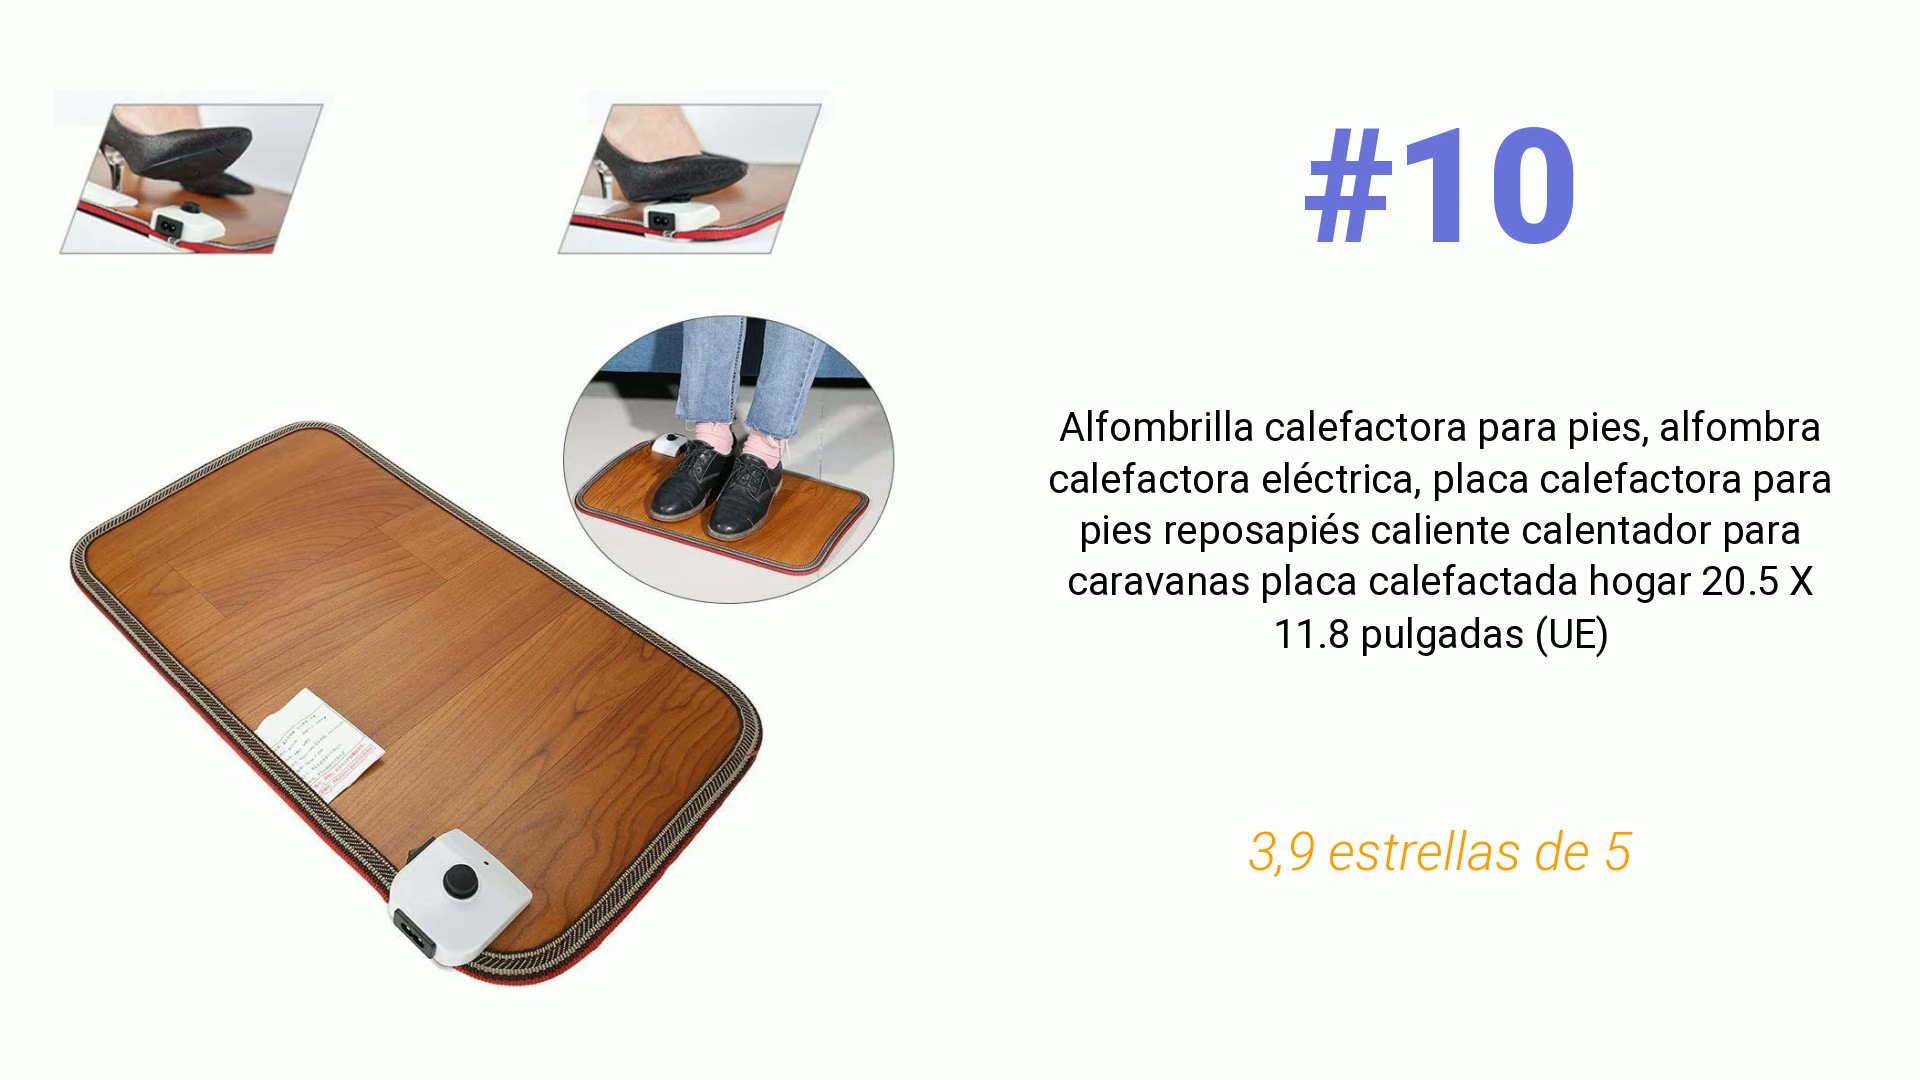 #10
Alfombrilla calefactora para pies, alfombra
calefactora eléctrica, placa calefactora para
pies reposapiés caliente calentador para
caravanas placa calefactada hogar 20.5 X
11.8 pulgadas (UE)
3,9 estrellas de 5